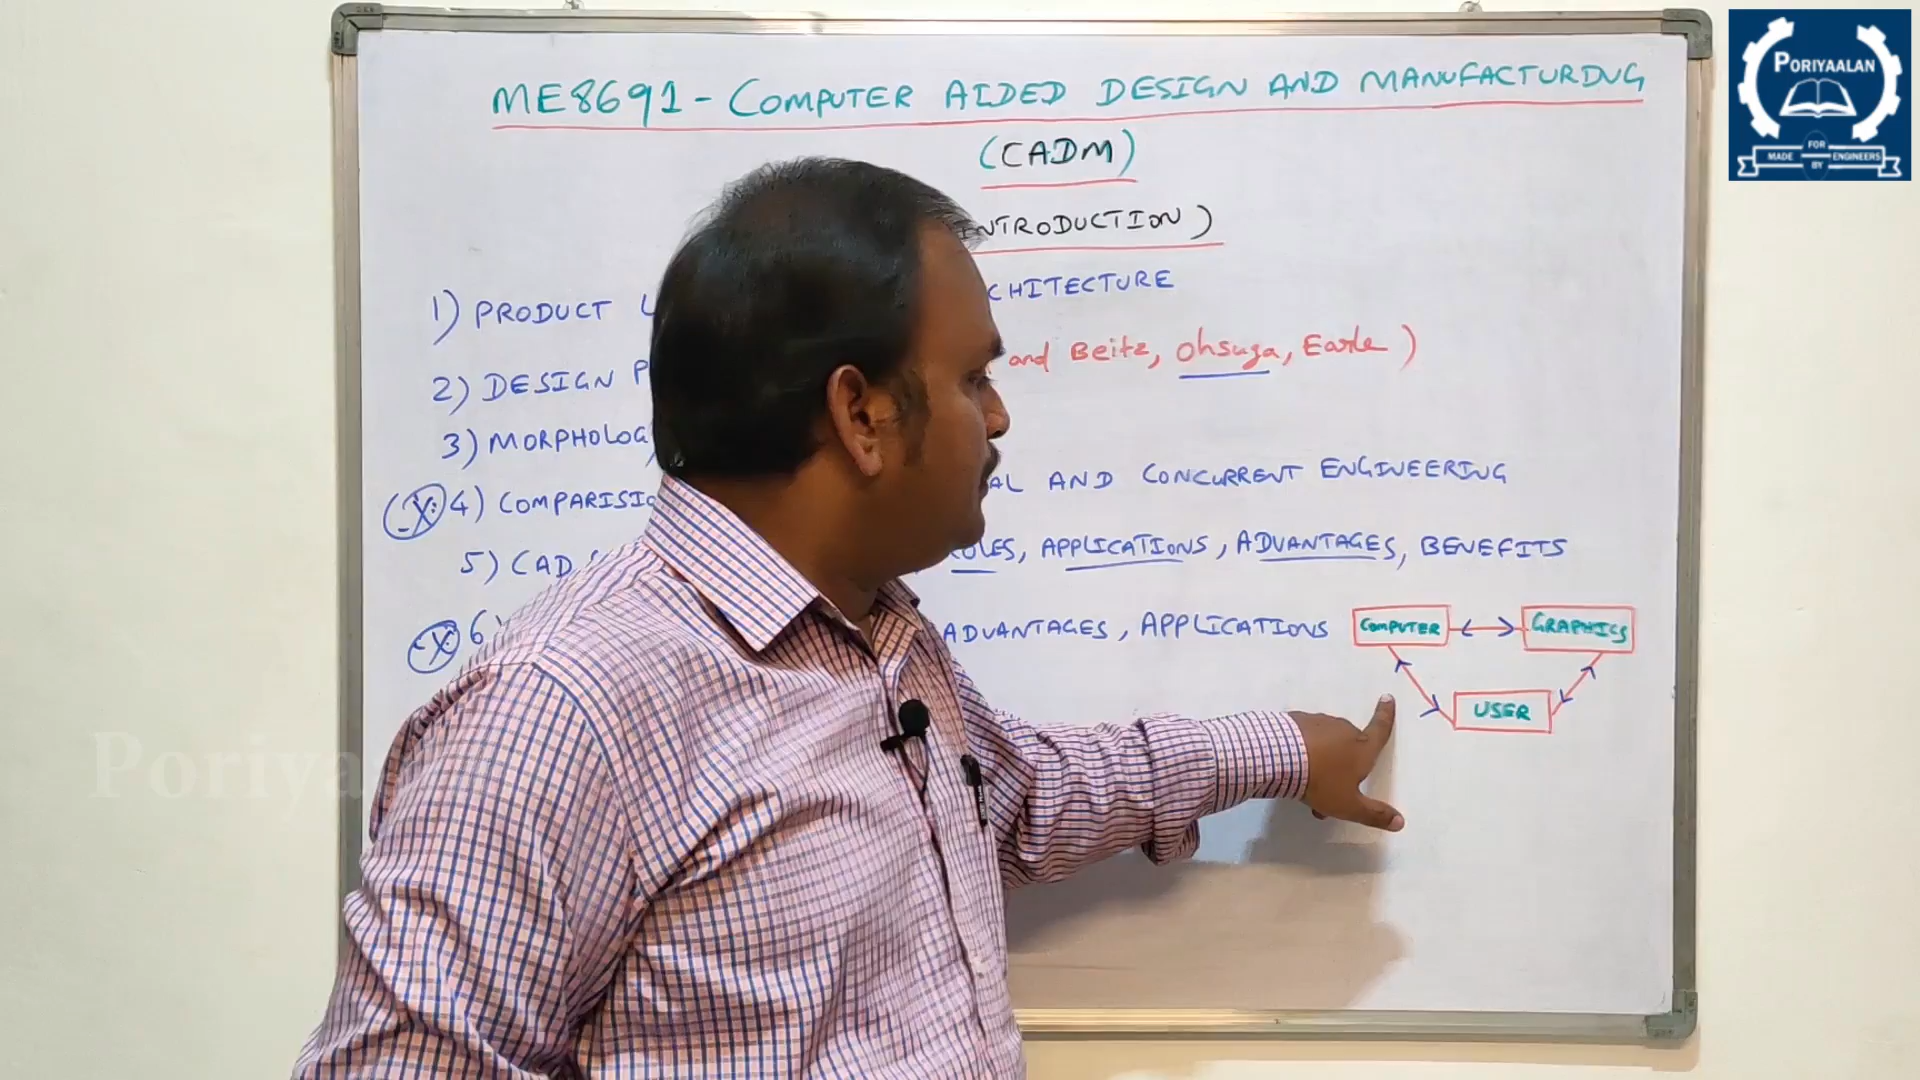 ME8691 - COMPUTER AIDED DESIGN AND MANUFACTURING
(CADM)
INTRODUCTION)
1) PRODUCT L CHITECTURE
2) DESIGN P and Beitz, Ohsuga, Earle)
3) MORPHOLOG
4) COMPARISIO AL AND CONCURRENT ENGINEERING
5) CAD ROLES, APPLICATIONS, ADVANTAGES, BENEFITS
6) ADVANTAGES, APPLICATIONS
COMPUTER GRAPHICS
USER
PORIYAALAN
MADE FOR BY ENGINEERS
Poriyaa